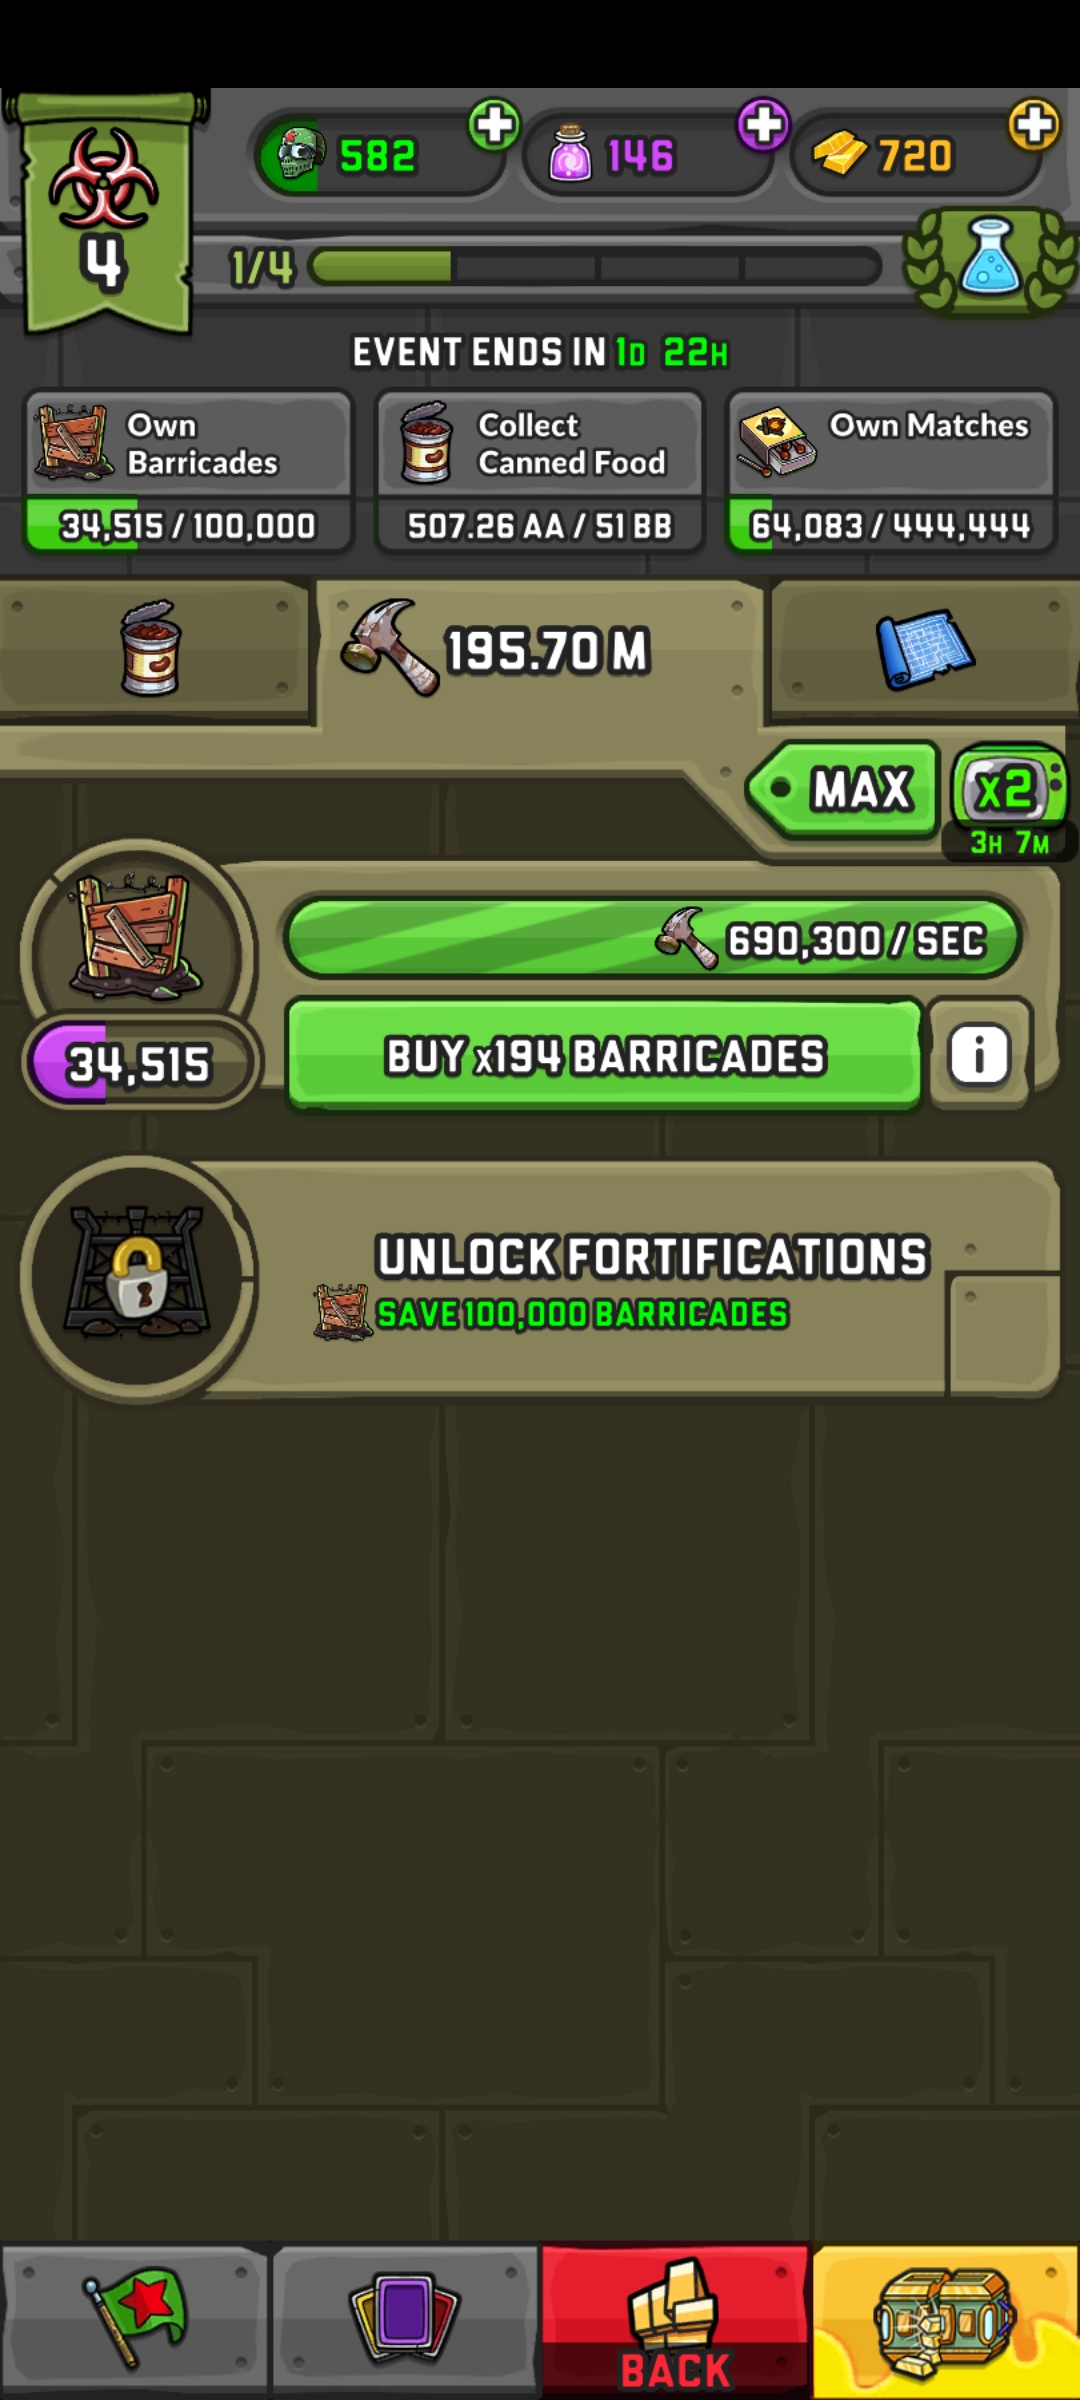 582
146
720
4
1/4
EVENT ENDS IN 1D 22H
Own
Barricades
34,515 / 100,000
Collect
Canned Food
507.26 AA / 51 BB
Own Matches
64,083 / 444,444
195.70 M
MAX
x2
3H 7M
690,300 / SEC
34,515
BUY x194 BARRICADES
i
UNLOCK FORTIFICATIONS
SAVE 100,000 BARRICADES
BACK